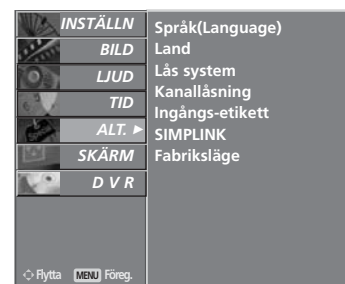 INSTÄLLN
BILD
LJUD
TID
ALT. ►
SKÄRM
D V R
Språk(Language)
Land
Lås system
Kanallåsning
Ingångs-etikett
SIMPLINK
Fabriksläge
Flytta MENU Föreg.